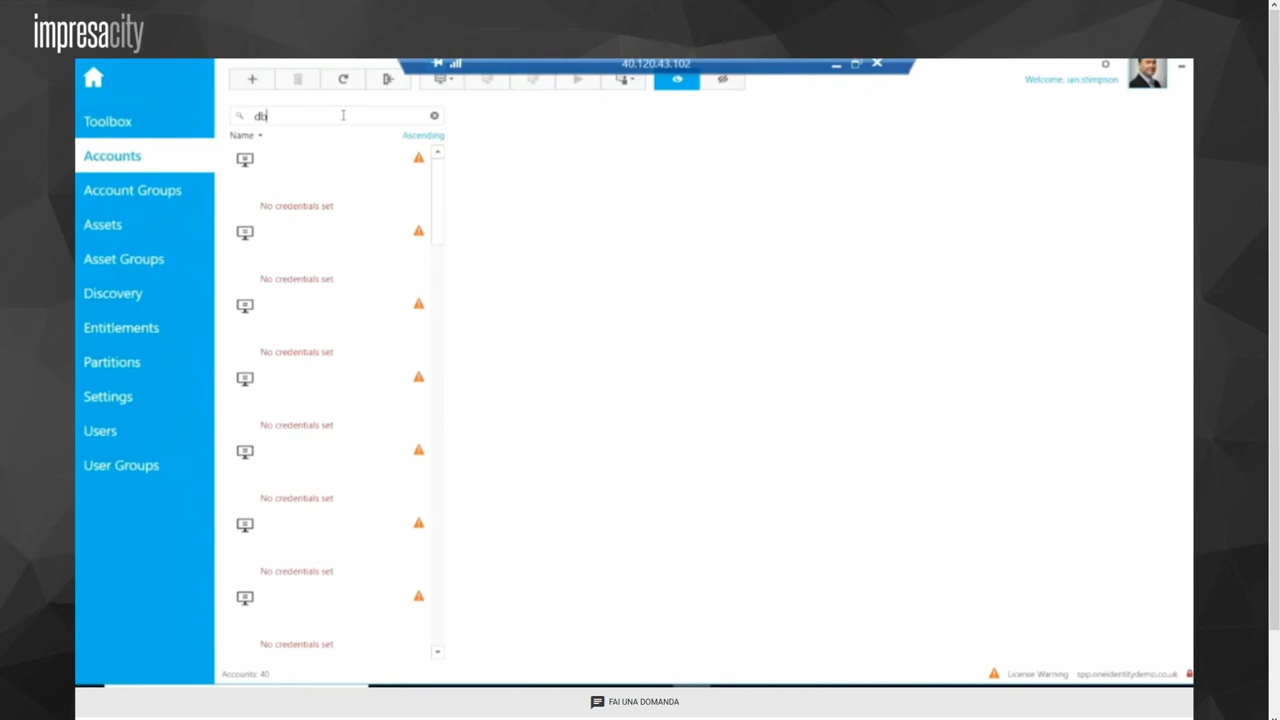 impresacity
40.120.43.102
Welcome, ian.stimpson
Toolbox
Accounts
Account Groups
Assets
Asset Groups
Discovery
Entitlements
Partitions
Settings
Users
User Groups
db
Name
Ascending
No credentials set
No credentials set
No credentials set
No credentials set
No credentials set
No credentials set
No credentials set
Accounts: 40
License Warning
spp.oneidentitydemo.co.uk
FAI UNA DOMANDA